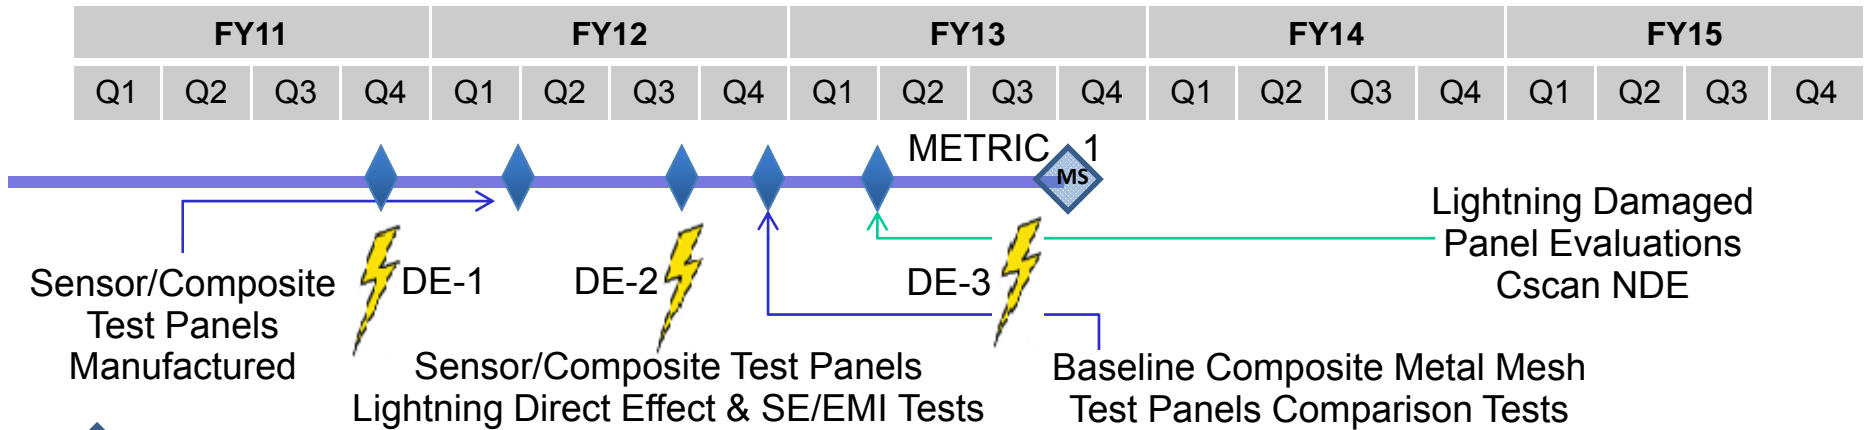 FY11 FY12 FY13 FY14 FY15
Q1 Q2 Q3 Q4 Q1 Q2 Q3 Q4 Q1 Q2 Q3 Q4 Q1 Q2 Q3 Q4 Q1 Q2 Q3 Q4
METRIC 1
MS
Lightning Damaged
Panel Evaluations
Cscan NDE
Sensor/Composite
Test Panels
Manufactured
DE-1 DE-2 DE-3
Sensor/Composite Test Panels
Lightning Direct Effect & SE/EMI Tests
Baseline Composite Metal Mesh
Test Panels Comparison Tests